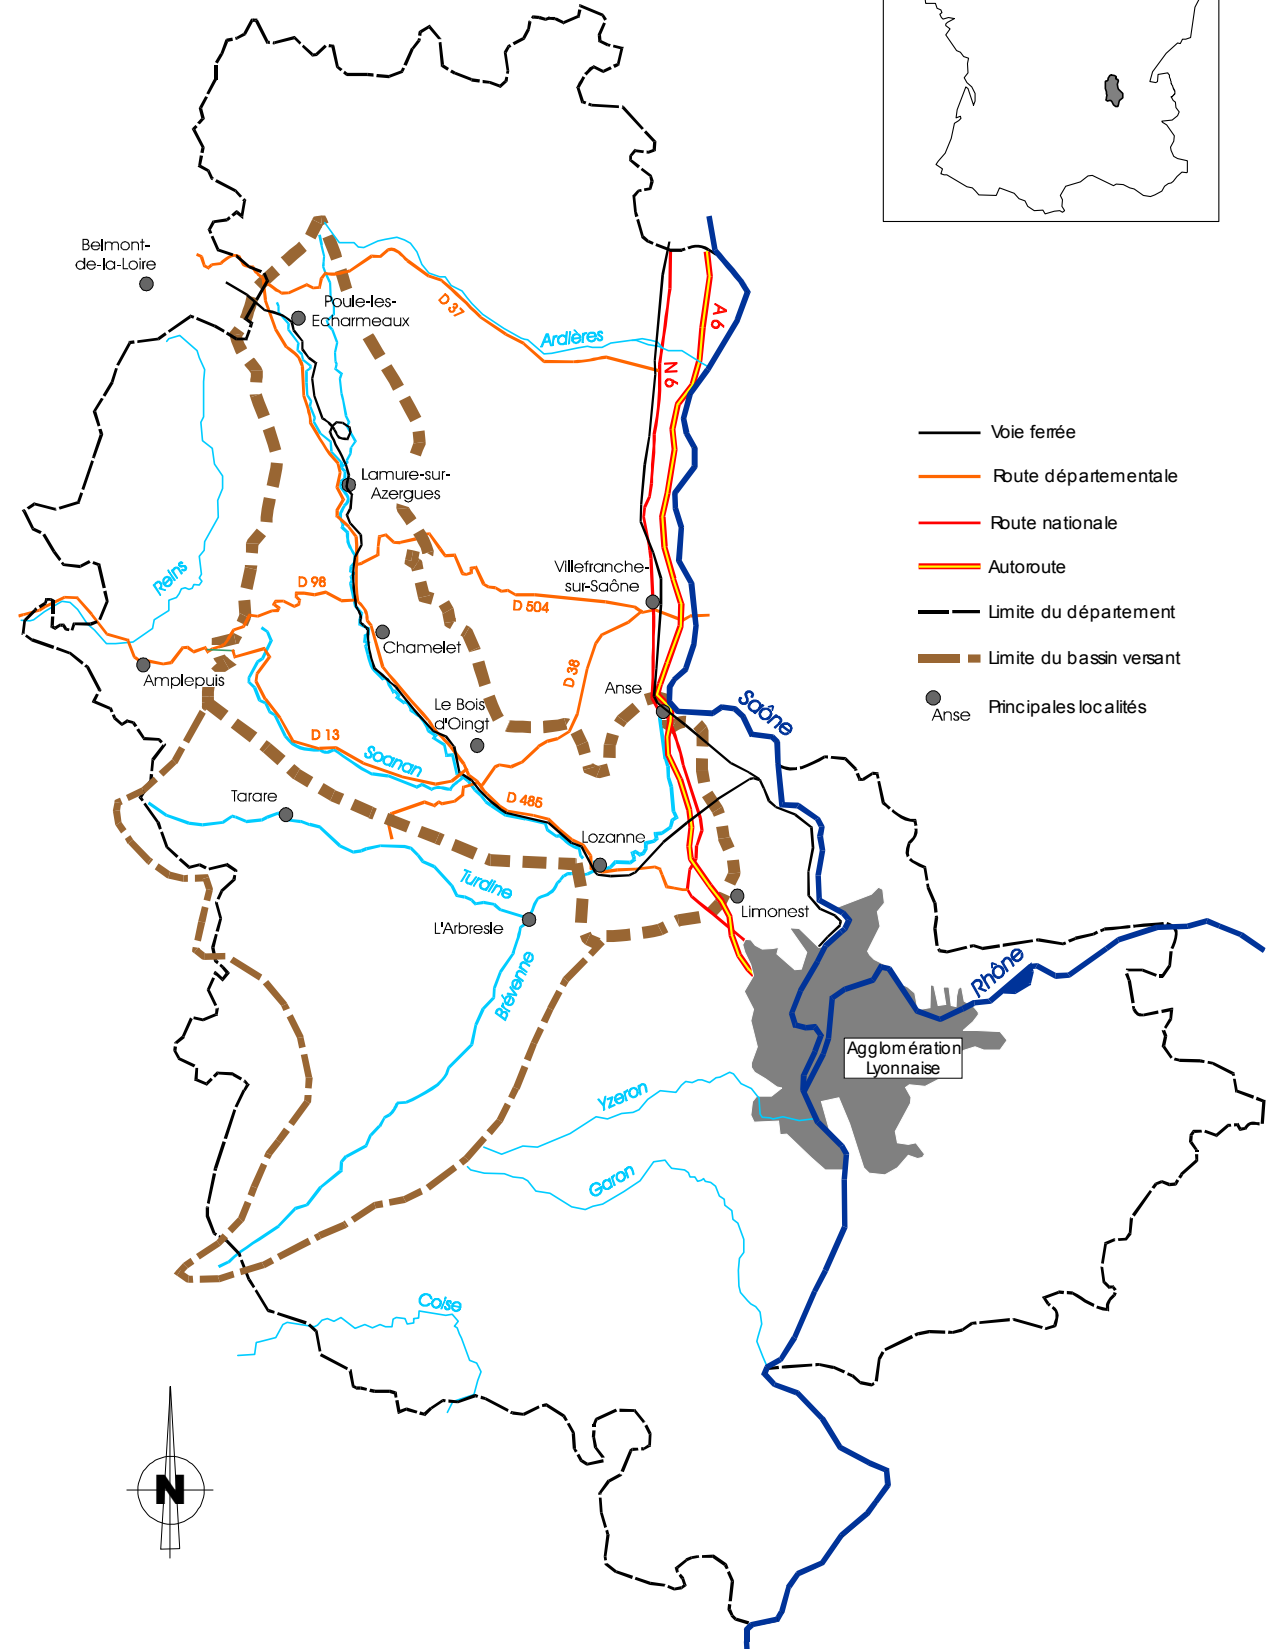 Belmont-
de-la-Loire
Poule-les-
Echarmeaux
D 37
Ardières
A 6
N 6
Voie ferrée
Route départementale
Route nationale
Autoroute
Limite du département
Limite du bassin versant
Anse
Principales localités
Lamure-sur-
Azergues
Reins
Villefranche-
sur-Saône
D 98
D 504
Chamelet
Amplepuis
D 38
Anse
Le Bois
d'Oingt
Saône
D 13
Soanan
Tarare
D 485
Lozanne
Turdine
L'Arbresle
Limonest
Brévenne
Rhône
Agglomération
Lyonnaise
Yzeron
Garon
Coise
N